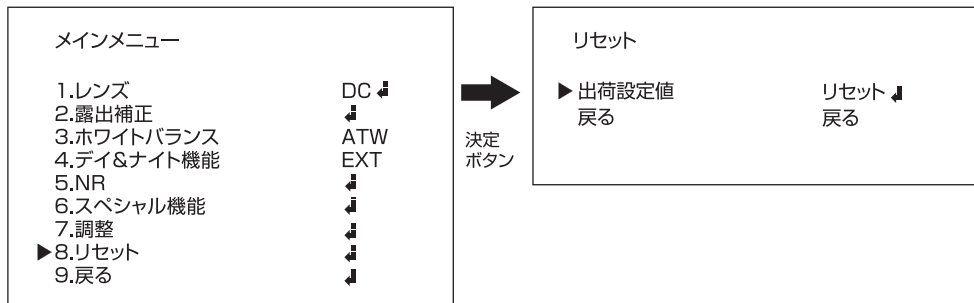 メインメニュー
1.レンズ DC
2.露出補正
3.ホワイトバランス ATW
4.デイ&ナイト機能 EXT
5.NR
6.スペシャル機能
7.調整
▶8.リセット
9.戻る
決定
ボタン
リセット
▶出荷設定値 リセット
戻る 戻る